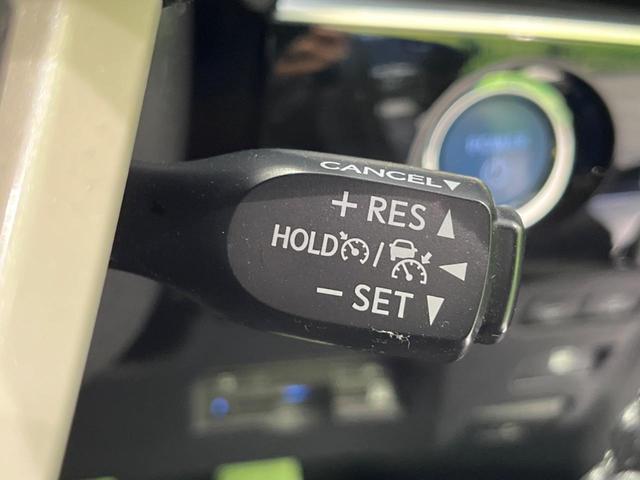 CANCEL▼
+ RES ▲
HOLD / ◀
− SET ▼